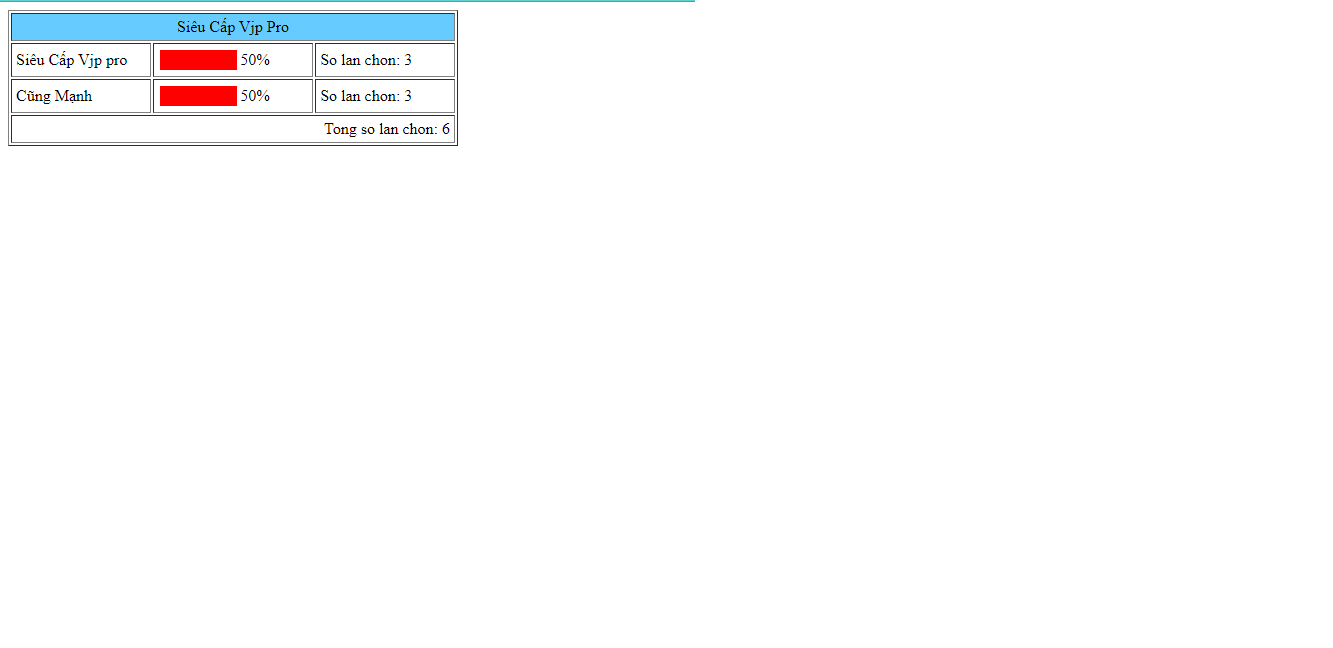 Siêu Cấp Vjp Pro
Siêu Cấp Vjp pro 50% So lan chon: 3
Cũng Mạnh 50% So lan chon: 3
Tong so lan chon: 6